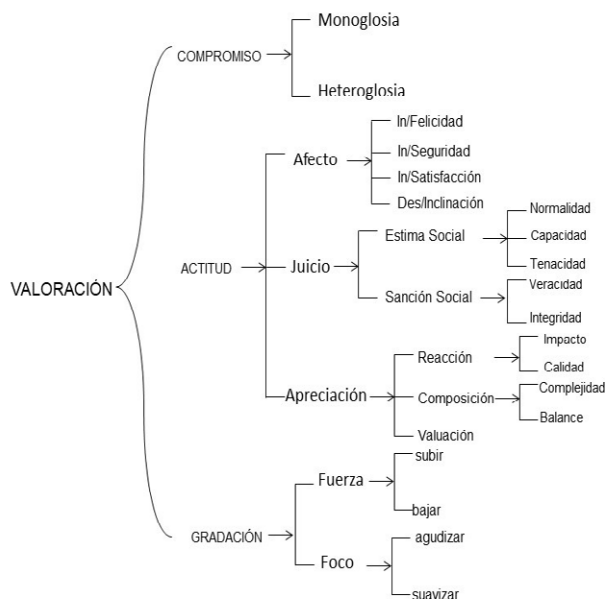 Monoglosia
COMPROMISO
Heteroglosia
In/Felicidad
Afecto
In/Seguridad
In/Satisfacción
Des/Inclinación
Normalidad
Estima Social
Capacidad
Tenacidad
ACTITUD
Juicio
VALORACIÓN
Veracidad
Sanción Social
Integridad
Impacto
Reacción
Calidad
Apreciación
Composición
Complejidad
Balance
Valuación
subir
Fuerza
bajar
GRADACIÓN
agudizar
Foco
suavizar